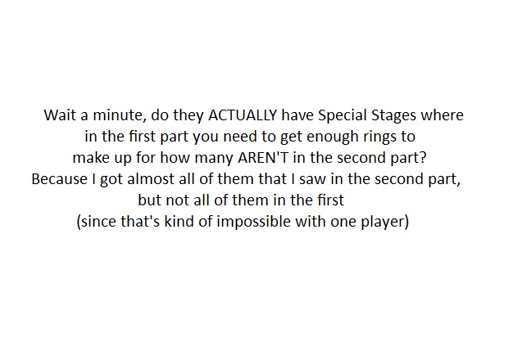 Wait a minute, do they ACTUALLY have Special Stages where
in the first part you need to get enough rings to
make up for how many AREN'T in the second part?
Because I got almost all of them that I saw in the second part,
but not all of them in the first
(since that's kind of impossible with one player)